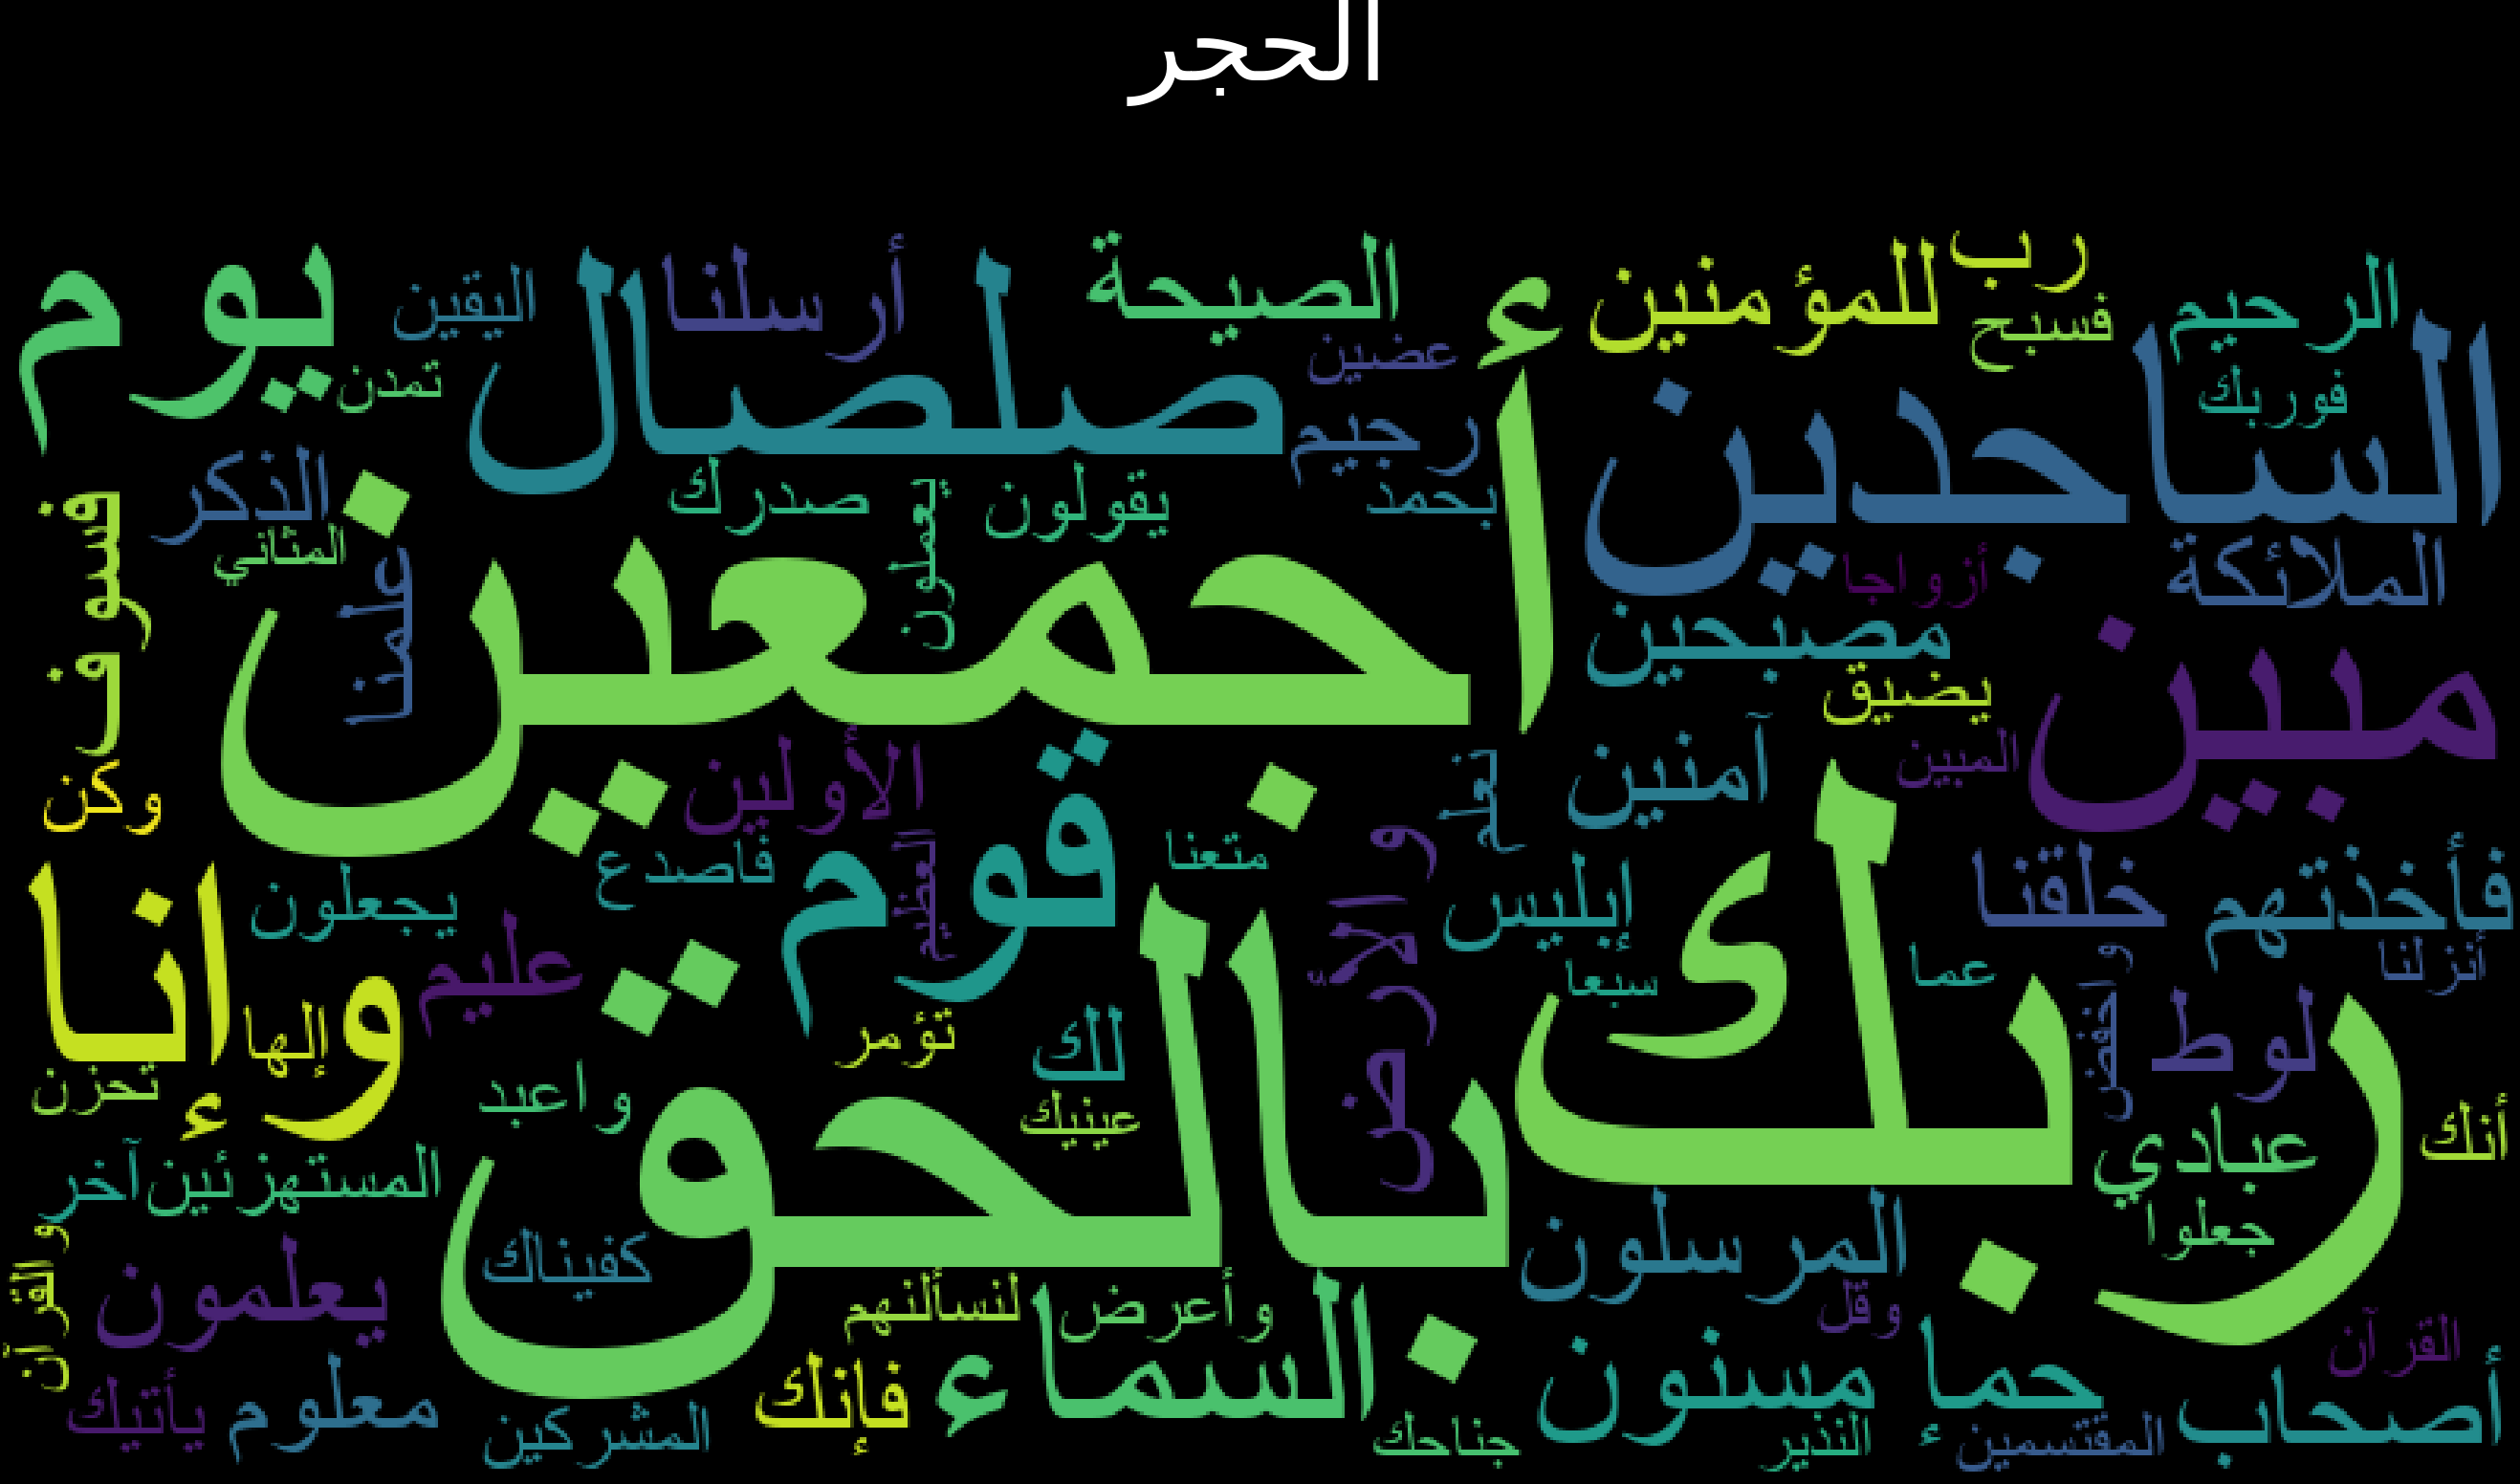 الحجر
رب
الصيحة
أرسلنا
للمؤمنين
يوم
اليقين
صلصال
الرحيم
فسبح
عضين
فوربك
تمدن
الساجدين
رجيم
الذكر
صدرك
يقولون
بحمد
فسوف
المثاني
يعملون
الملائكة
علمنا
أجمعين
أزواجا
مصبحين
يضيق
مبين
المبين
آمنين
الأولين
وكن
تعلم
قوم
متعنا
فاصدع
العظيم
والأرض
إبليس
خلقنا
فأخذتهم
يجعلون
وإنا
عليم
سبعا
عما
أنزلنا
ربك
إلها
تؤمر
لك
واخفض
لوط
تحزن
واعبد
عينيك
بالحق
أنك
عبادي
آخر
المستهزئين
جعلوا
المرسلون
كفيناك
والقرآن
يعلمون
لنسألنهم
وأعرض
وقل
القرآن
السماء
حمإ
مسنون
فإنك
يأتيك
معلوم
المشركين
جناحك
النذير
المقتسمين
أصحاب